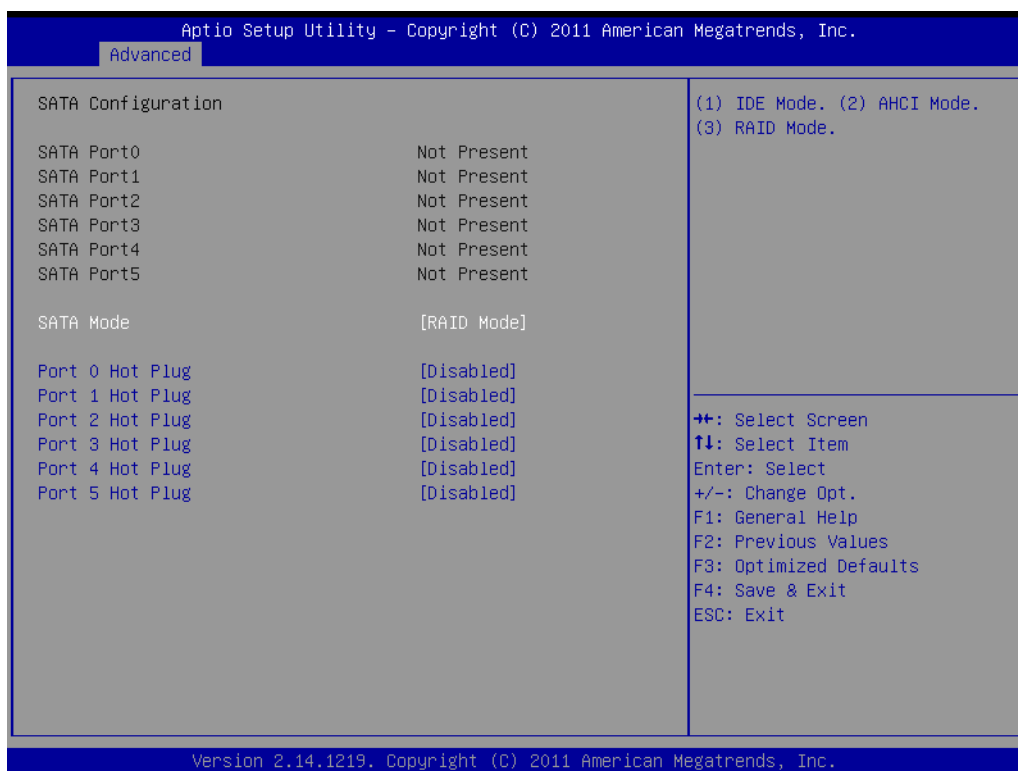 Aptio Setup Utility – Copyright (C) 2011 American Megatrends, Inc.
Advanced
SATA Configuration
SATA Port0 Not Present
SATA Port1 Not Present
SATA Port2 Not Present
SATA Port3 Not Present
SATA Port4 Not Present
SATA Port5 Not Present
SATA Mode [RAID Mode]
Port 0 Hot Plug [Disabled]
Port 1 Hot Plug [Disabled]
Port 2 Hot Plug [Disabled]
Port 3 Hot Plug [Disabled]
Port 4 Hot Plug [Disabled]
Port 5 Hot Plug [Disabled]
(1) IDE Mode. (2) AHCI Mode.
(3) RAID Mode.
→←: Select Screen
↑↓: Select Item
Enter: Select
+/-: Change Opt.
F1: General Help
F2: Previous Values
F3: Optimized Defaults
F4: Save & Exit
ESC: Exit
Version 2.14.1219. Copyright (C) 2011 American Megatrends, Inc.